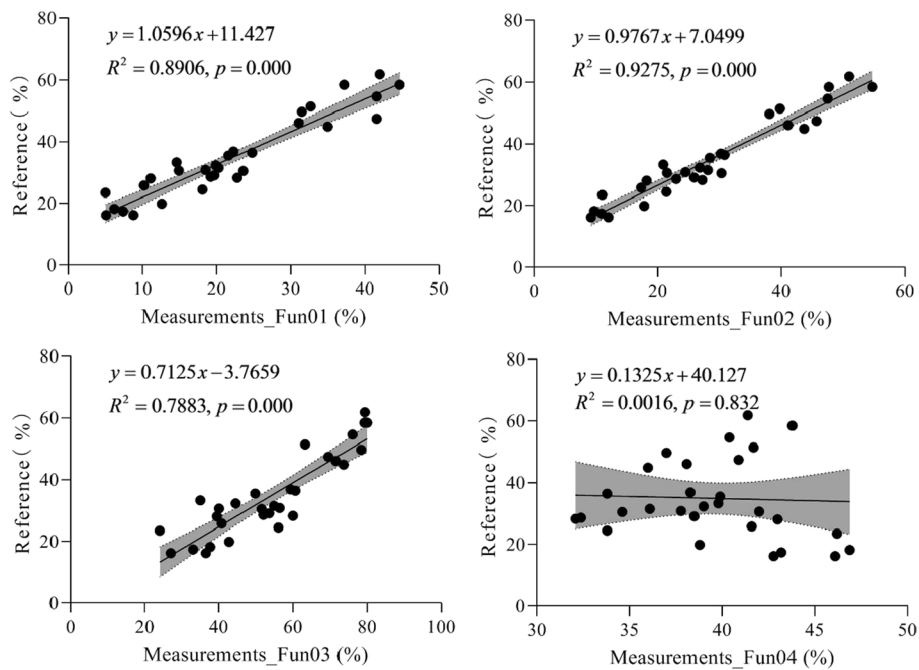 y = 1.0596x+11.427
R² = 0.8906, p = 0.000
Reference ( %)
80
60
40
20
0
0 10 20 30 40 50
Measurements_Fun01 (%)
y = 0.9767x+7.0499
R² = 0.9275, p = 0.000
Reference ( %)
80
60
40
20
0
0 20 40 60
Measurements_Fun02 (%)
y = 0.7125x−3.7659
R² = 0.7883, p = 0.000
Reference ( %)
80
60
40
20
0
0 20 40 60 80 100
Measurements_Fun03 (%)
y = 0.1325x+40.127
R² = 0.0016, p = 0.832
Reference ( %)
80
60
40
20
0
30 35 40 45 50
Measurements_Fun04 (%)